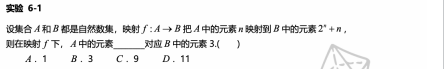 实验 6-1
设集合 A 和 B 都是自然数集，映射 f : A → B 把 A 中的元素 n 映射到 B 中的元素 2ⁿ + n ,
则在映射 f 下， A 中的元素______对应 B 中的元素 3.( )
A . 1 B . 3 C . 9 D . 11